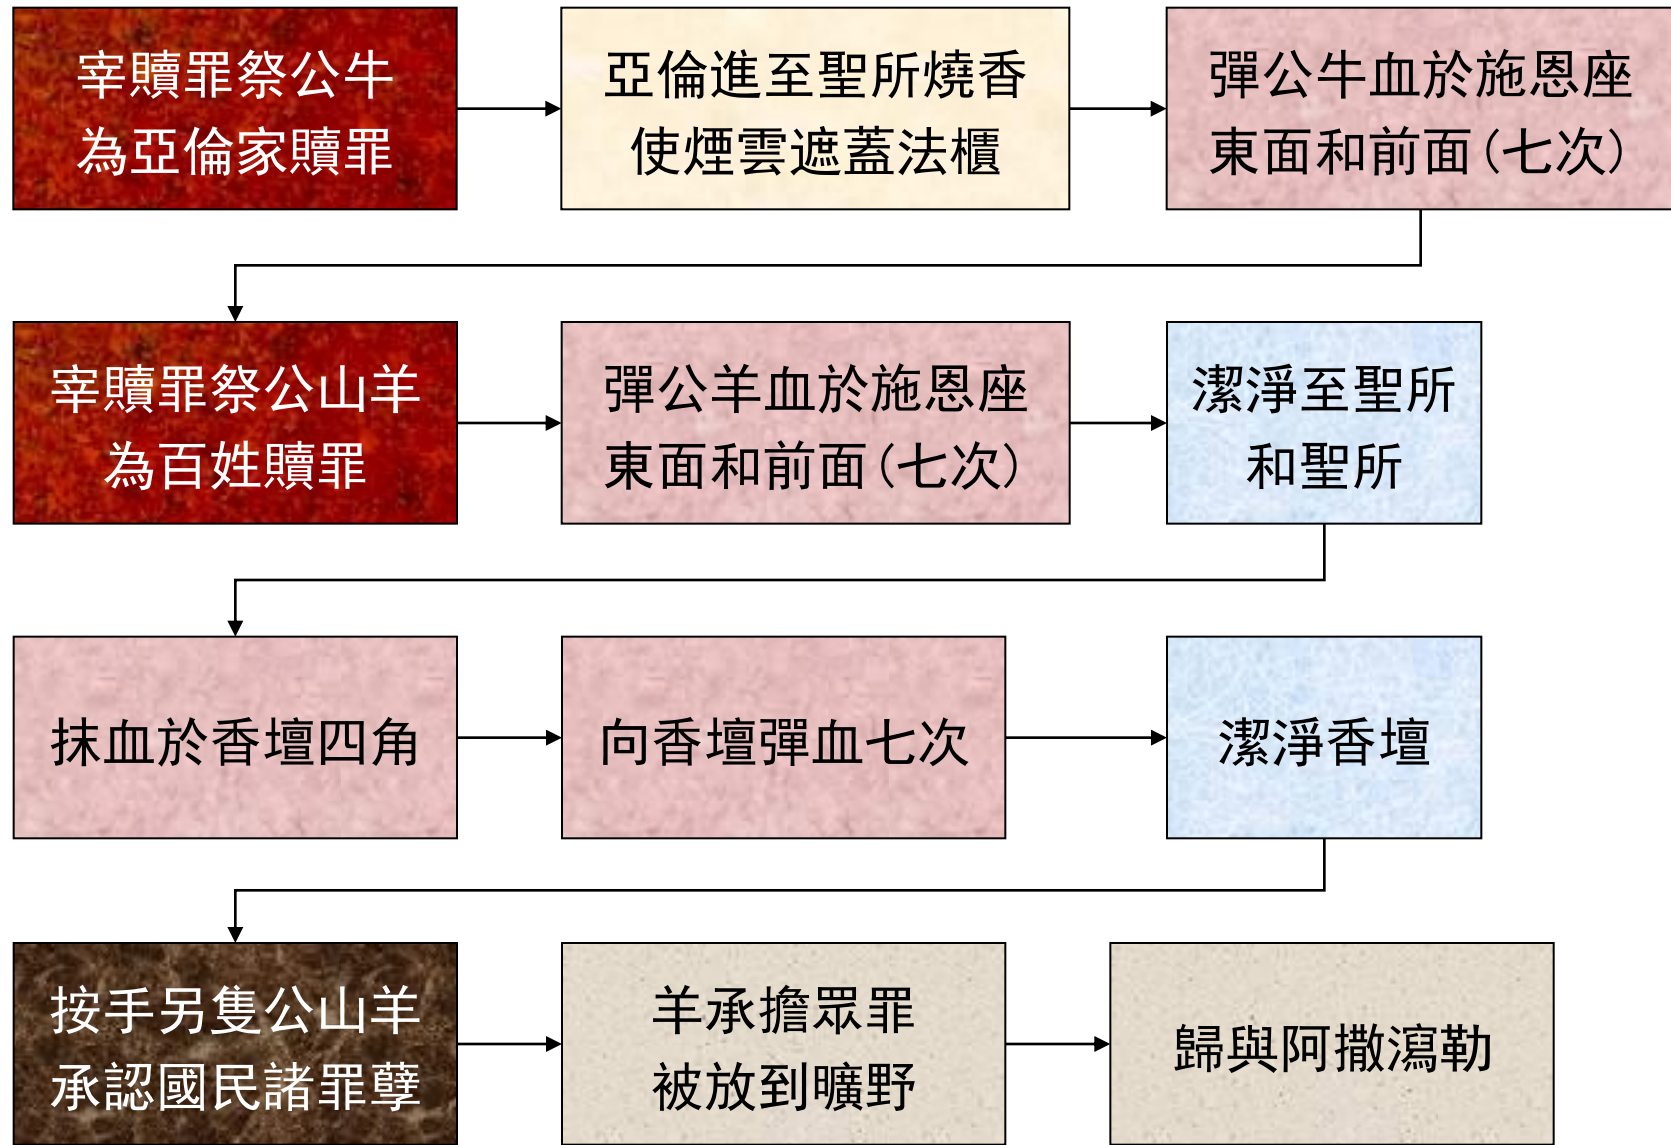 宰贖罪祭公牛
為亞倫家贖罪
亞倫進至聖所燒香
使煙雲遮蓋法櫃
彈公牛血於施恩座
東面和前面(七次)
宰贖罪祭公山羊
為百姓贖罪
彈公羊血於施恩座
東面和前面(七次)
潔淨至聖所
和聖所
抹血於香壇四角
向香壇彈血七次
潔淨香壇
按手另隻公山羊
承認國民諸罪孽
羊承擔眾罪
被放到曠野
歸與阿撒瀉勒